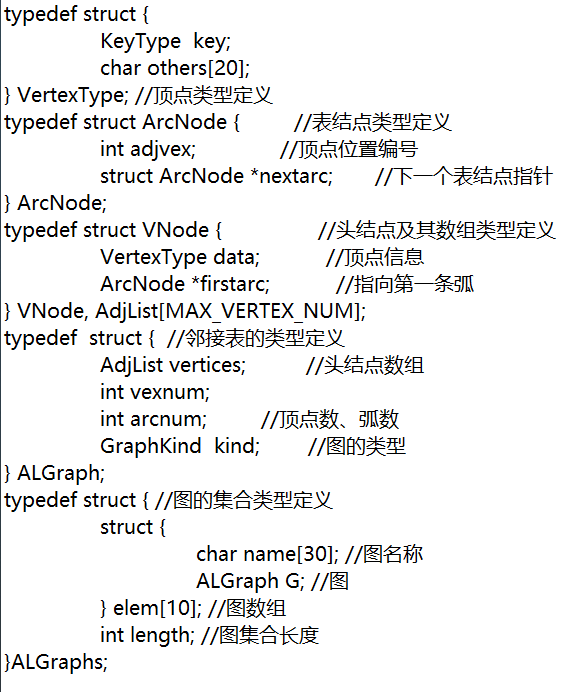 typedef struct {
KeyType  key;
char others[20];
} VertexType; //顶点类型定义
typedef struct ArcNode {         //表结点类型定义
int adjvex;              //顶点位置编号
struct ArcNode *nextarc;       //下一个表结点指针
} ArcNode;
typedef struct VNode {                //头结点及其数组类型定义
VertexType data;           //顶点信息
ArcNode *firstarc;             //指向第一条弧
} VNode, AdjList[MAX_VERTEX_NUM];
typedef  struct {  //邻接表的类型定义
AdjList vertices;          //头结点数组
int vexnum;
int arcnum;         //顶点数、弧数
GraphKind  kind;        //图的类型
} ALGraph;
typedef struct { //图的集合类型定义
struct {
char name[30]; //图名称
ALGraph G; //图
} elem[10]; //图数组
int length; //图集合长度
}ALGraphs;